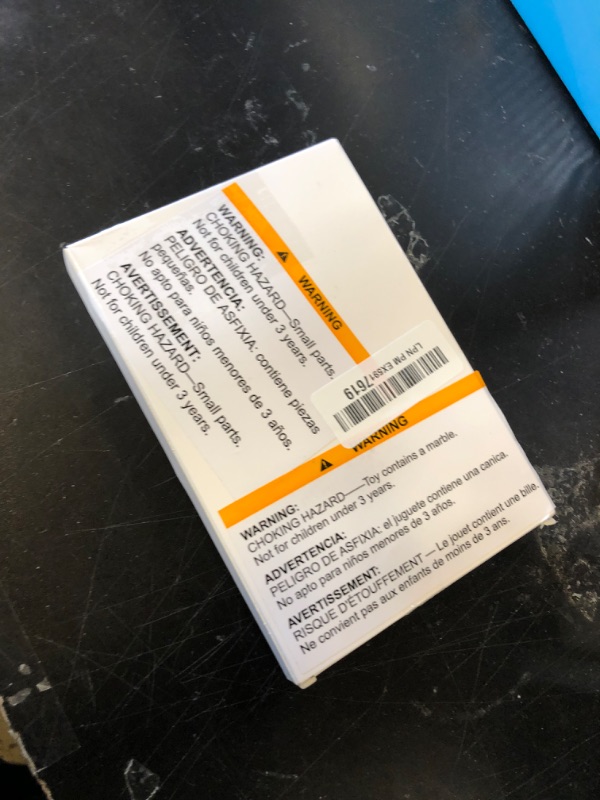 WARNING
WARNING:
CHOKING HAZARD—Small parts.
Not for children under 3 years.
ADVERTENCIA:
PELIGRO DE ASFIXIA: contiene piezas
pequeñas.
No apto para niños menores de 3 años.
AVERTISSEMENT:
CHOKING HAZARD—Small parts.
Not for children under 3 years.
LPN PM EX5917619
WARNING
WARNING:
CHOKING HAZARD—Toy contains a marble.
Not for children under 3 years.
ADVERTENCIA:
PELIGRO DE ASFIXIA: el juguete contiene una canica.
No apto para niños menores de 3 años.
AVERTISSEMENT:
RISQUE D'ÉTOUFFEMENT — Le jouet contient une bille.
Ne convient pas aux enfants de moins de 3 ans.